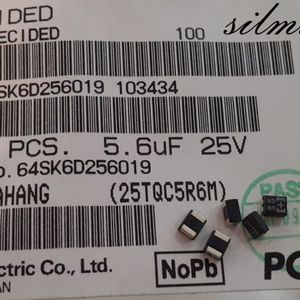 silm
IDED
ECIDED 100
SK6D256019 103434
PCS. 5.6uF 25V
o.64SK6D256019
AHANG (25TQC5R6M)
ctric Co., Ltd.
AN
NoPb
PC
PAS